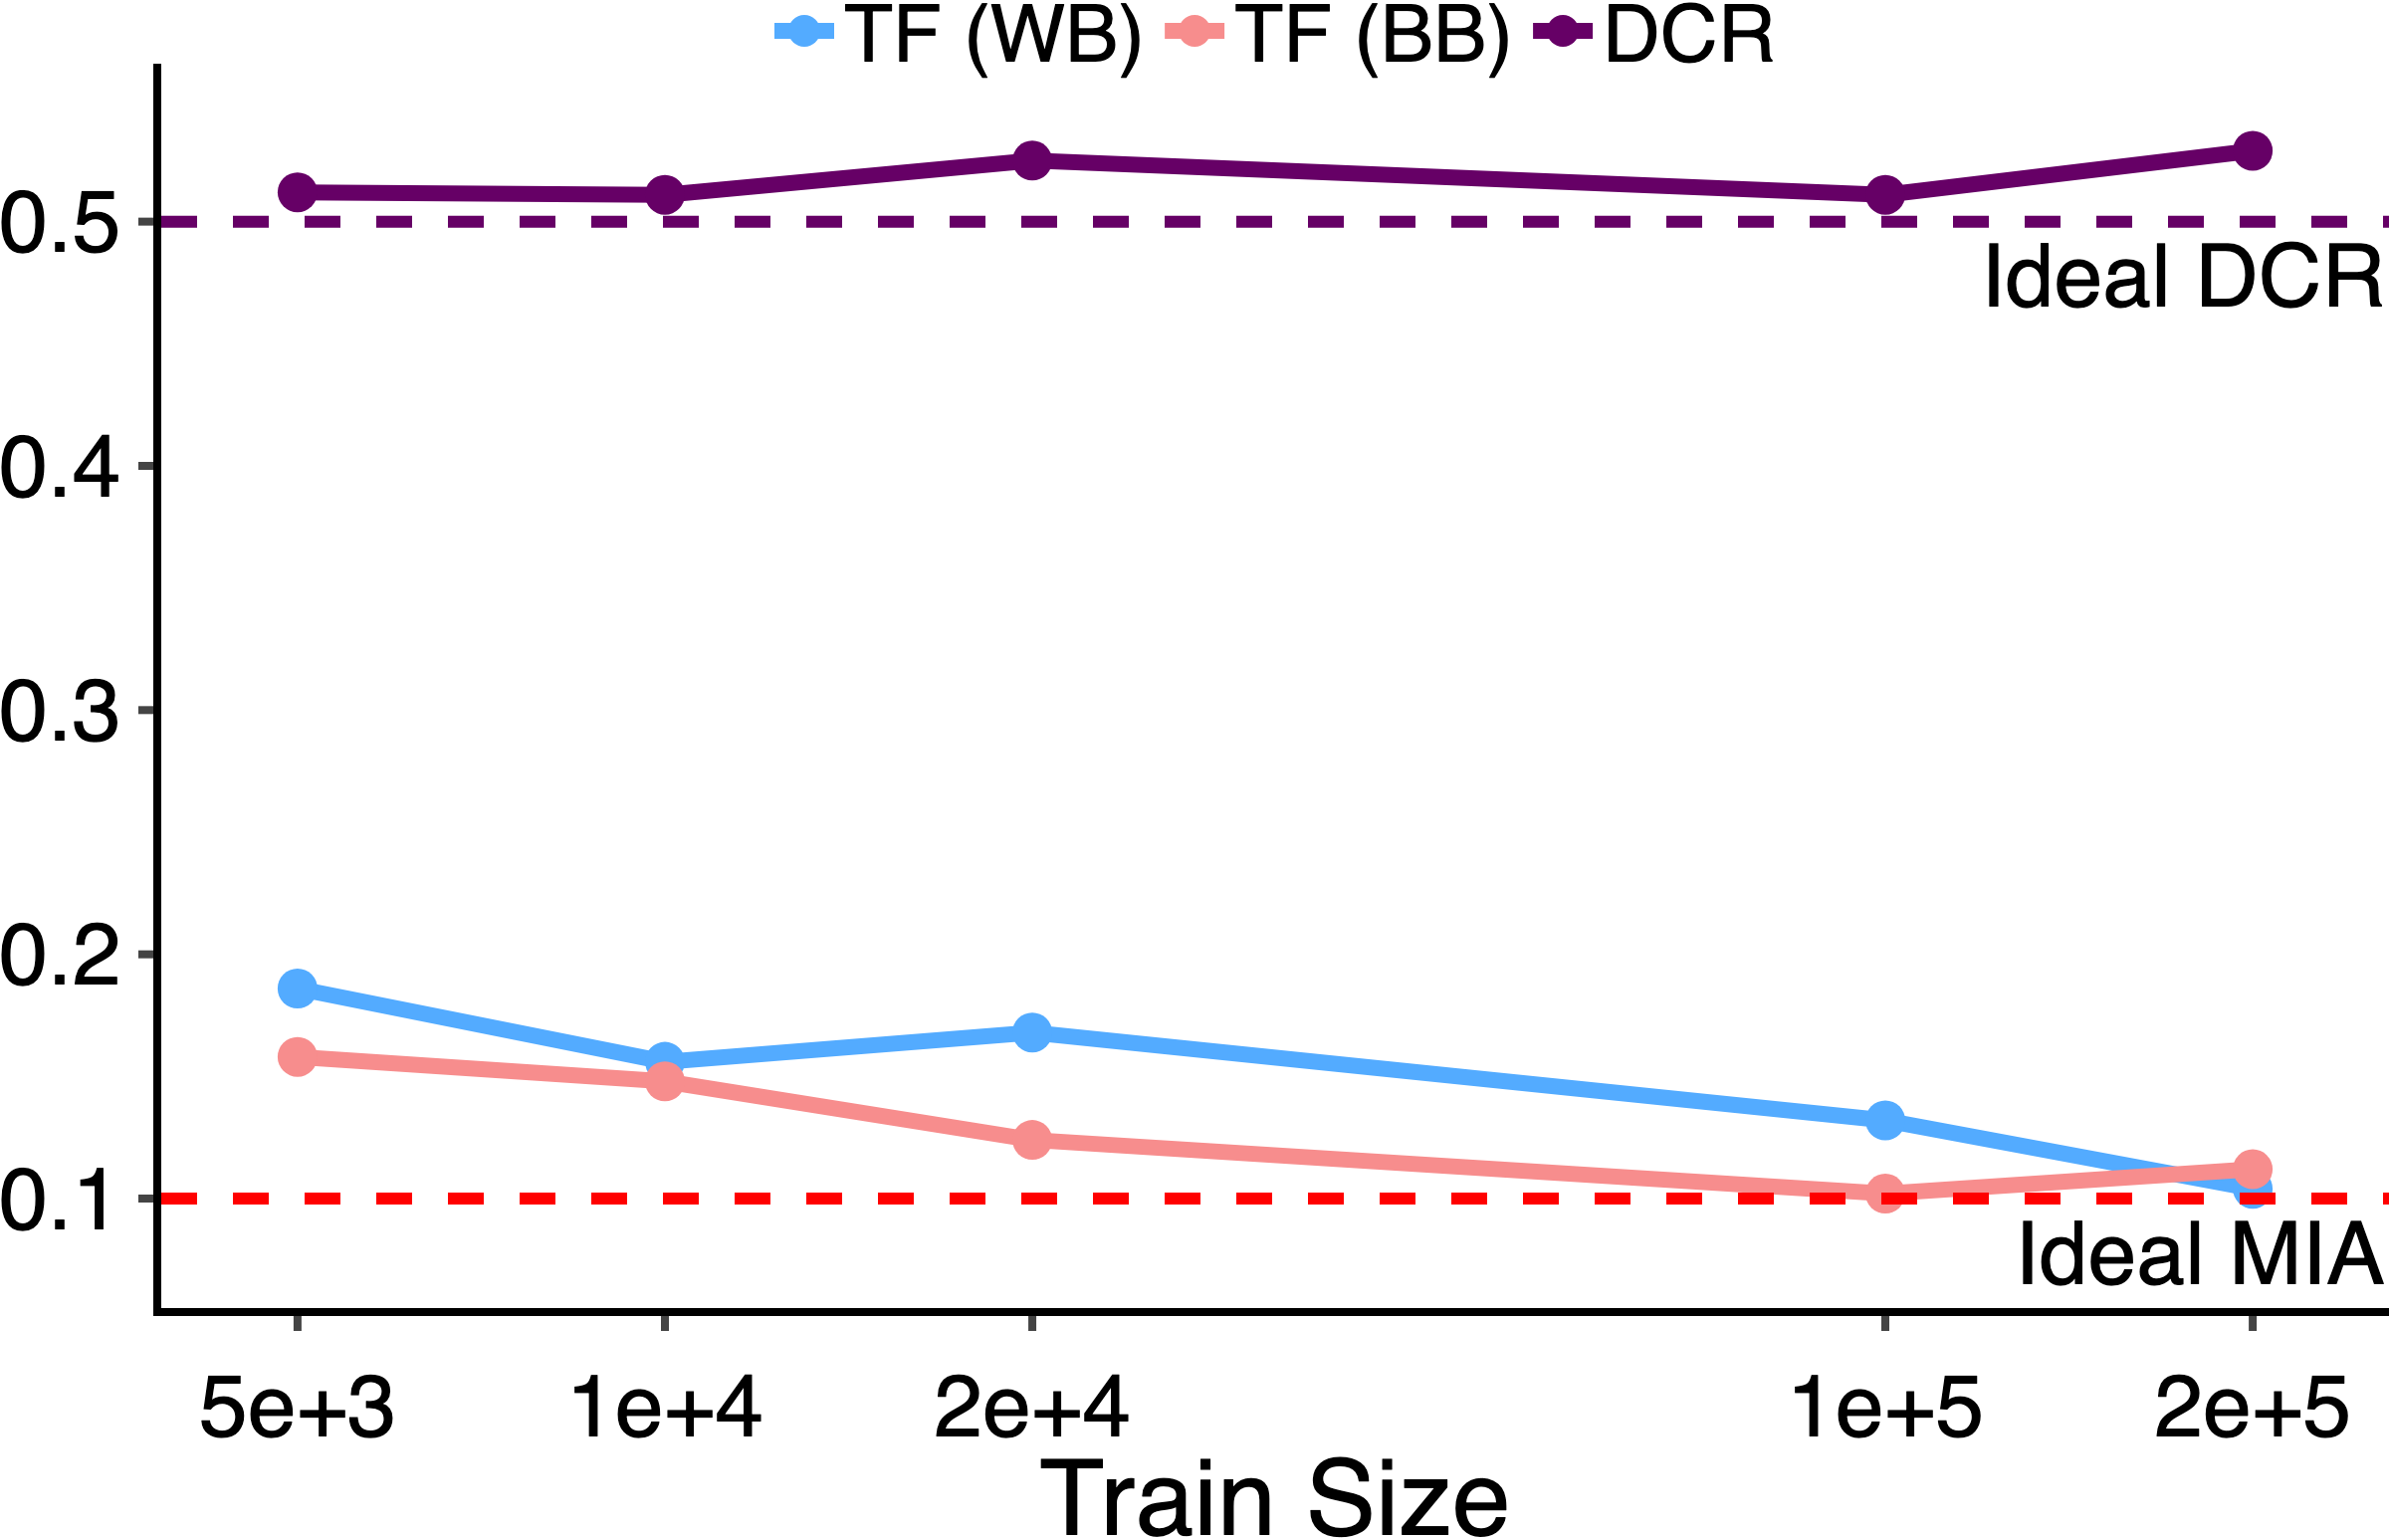 TF (WB) TF (BB) DCR
0.5
Ideal DCR
0.4
0.3
0.2
0.1
Ideal MIA
5e+3 1e+4 2e+4 1e+5 2e+5
Train Size